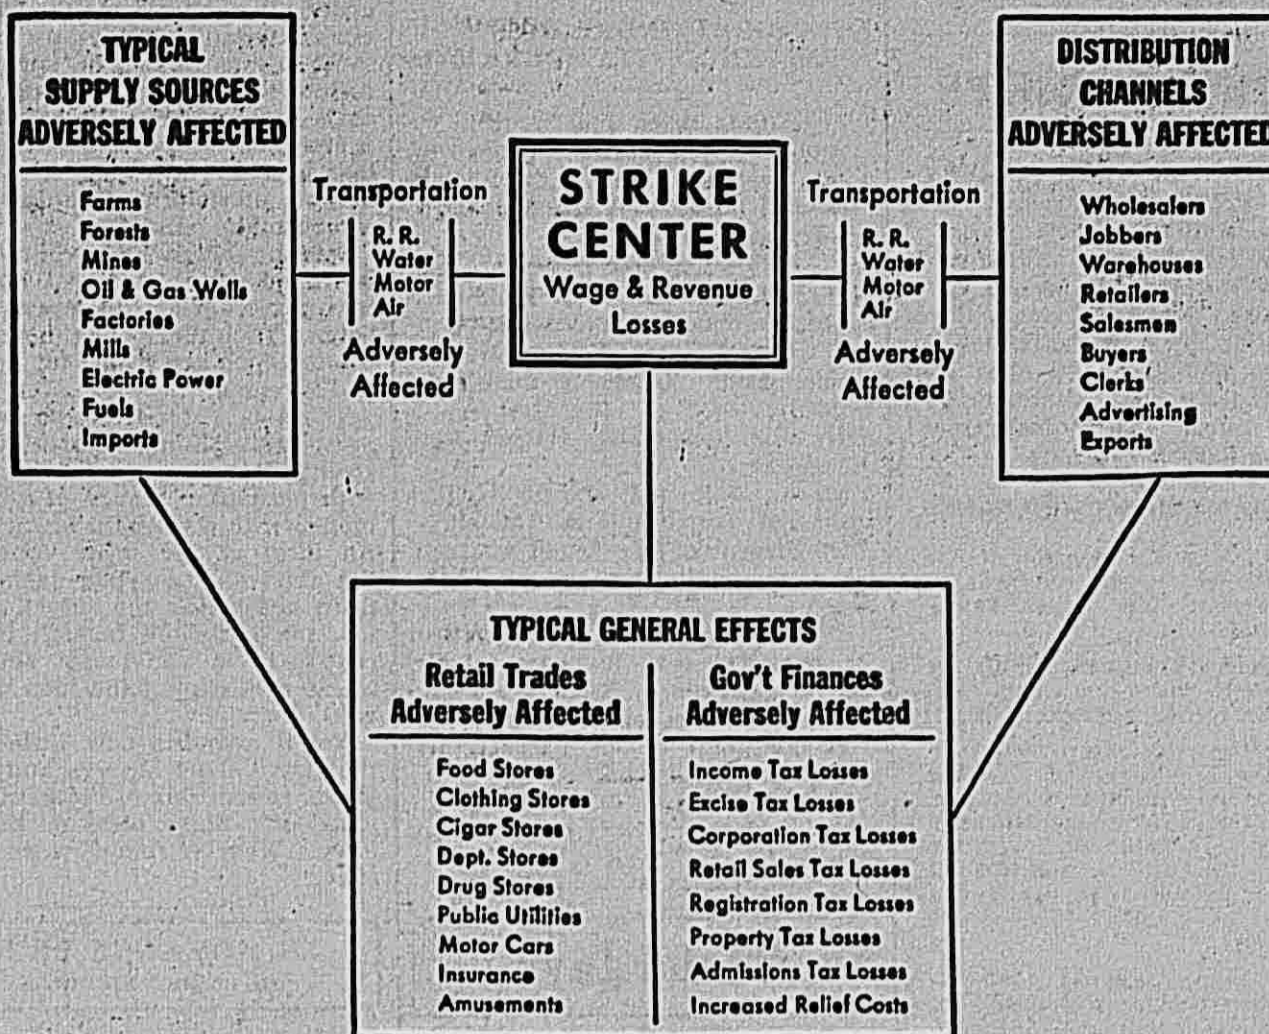 TYPICAL
SUPPLY SOURCES
ADVERSELY AFFECTED
Farms
Forests
Mines
Oil & Gas Wells
Factories
Mills
Electric Power
Fuels
Imports
Transportation
R. R.
Water
Motor
Air
Adversely
Affected
STRIKE
CENTER
Wage & Revenue
Losses
Transportation
R. R.
Water
Motor
Air
Adversely
Affected
DISTRIBUTION
CHANNELS
ADVERSELY AFFECTED
Wholesalers
Jobbers
Warehouses
Retailers
Salesmen
Buyers
Clerks
Advertising
Exports
TYPICAL GENERAL EFFECTS
Retail Trades
Adversely Affected
Food Stores
Clothing Stores
Cigar Stores
Dept. Stores
Drug Stores
Public Utilities
Motor Cars
Insurance
Amusements
Gov't Finances
Adversely Affected
Income Tax Losses
Excise Tax Losses
Corporation Tax Losses
Retail Sales Tax Losses
Registration Tax Losses
Property Tax Losses
Admissions Tax Losses
Increased Relief Costs